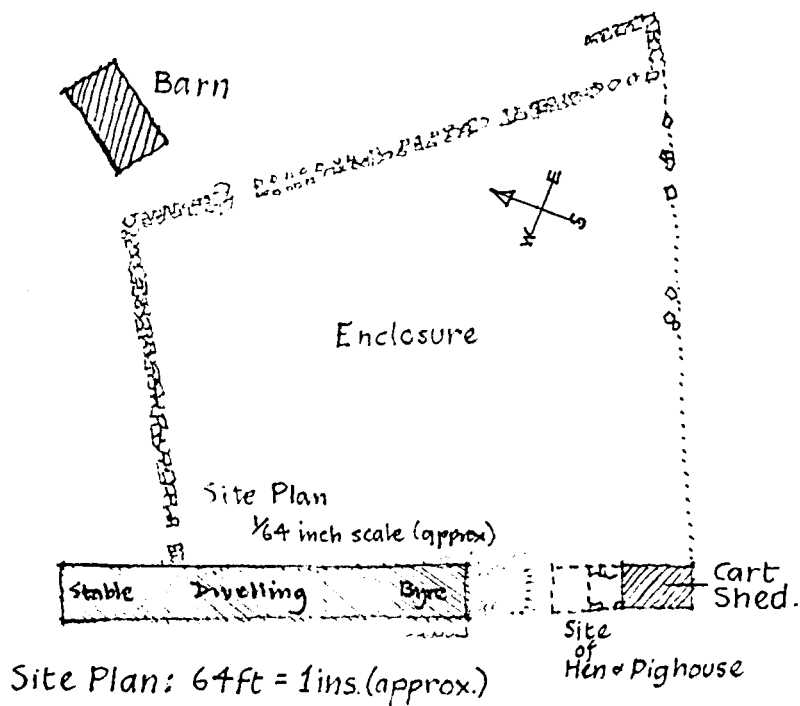 Barn
E
W
S
Enclosure
Site Plan
1/64 inch scale (approx)
Stable Dwelling Byre
Cart
Shed.
Site
of
Hen & Pighouse
Site Plan: 64ft = 1ins. (approx.)